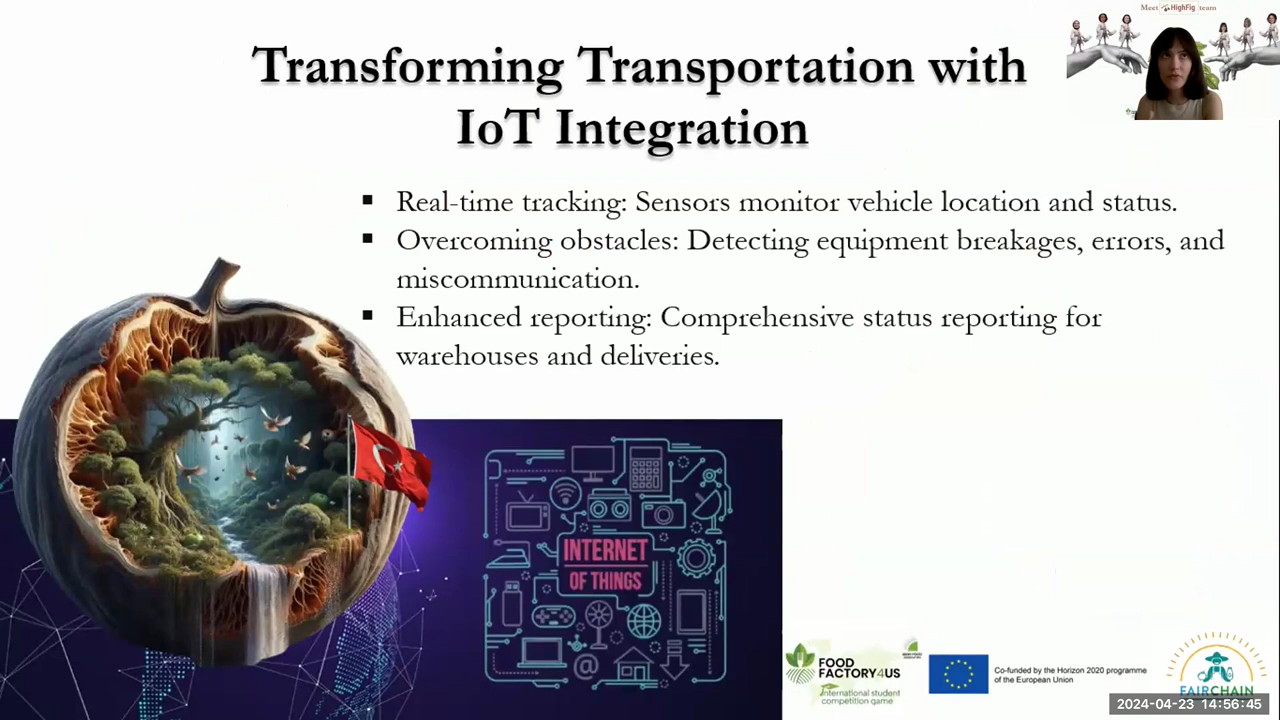 Meet HighFig team
Transforming Transportation with
IoT Integration
▪ Real-time tracking: Sensors monitor vehicle location and status.
▪ Overcoming obstacles: Detecting equipment breakages, errors, and
miscommunication.
▪ Enhanced reporting: Comprehensive status reporting for
warehouses and deliveries.
INTERNET
OF THINGS
FOOD
FACTORY4US
International student
competition game
Co-funded by the Horizon 2020 programme
of the European Union
FAIRCHAIN
2024-04-23 14:56:45